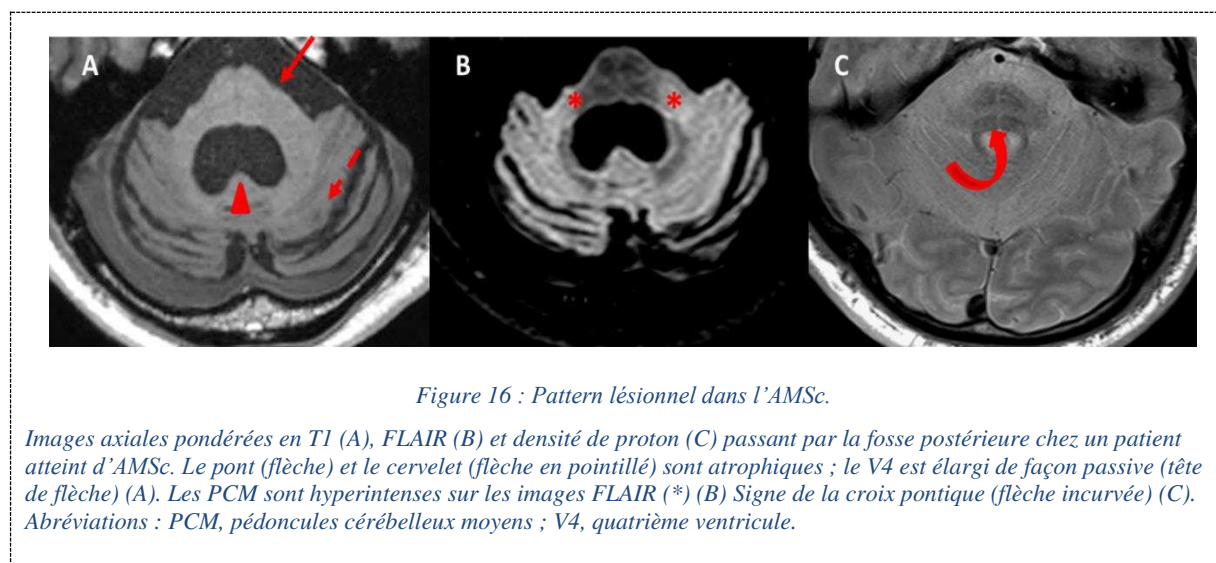 A
B
C
*
*
Figure 16 : Pattern lésionnel dans l'AMSc.
Images axiales pondérées en T1 (A), FLAIR (B) et densité de proton (C) passant par la fosse postérieure chez un patient
atteint d'AMSc. Le pont (flèche) et le cervelet (flèche en pointillé) sont atrophiques ; le V4 est élargi de façon passive (tête
de flèche) (A). Les PCM sont hyperintenses sur les images FLAIR (*) (B) Signe de la croix pontique (flèche incurvée) (C).
Abréviations : PCM, pédoncules cérébelleux moyens ; V4, quatrième ventricule.